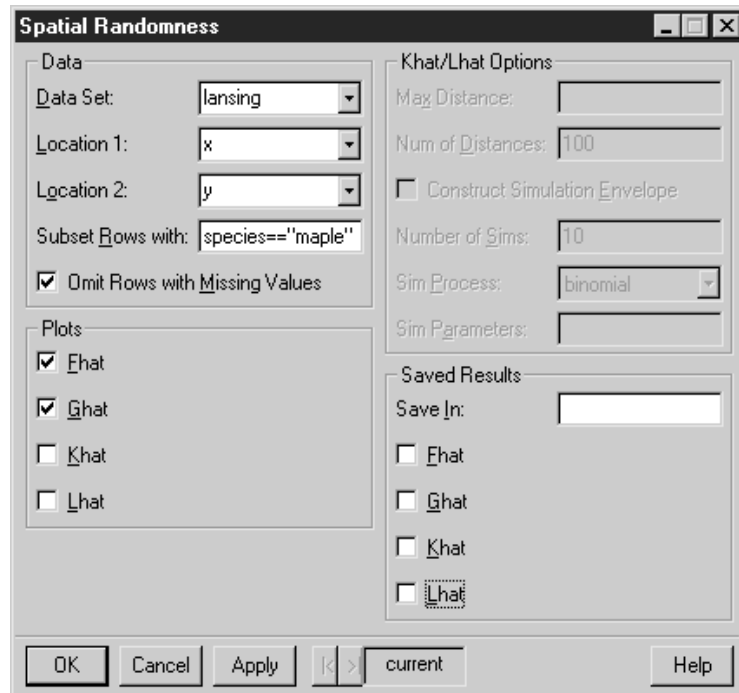 Spatial Randomness
Data
Data Set: lansing
Location 1: x
Location 2: y
Subset Rows with: species=="maple"
Omit Rows with Missing Values
Plots
Fhat
Ghat
Khat
Lhat
Khat/Lhat Options
Max Distance:
Num of Distances: 100
Construct Simulation Envelope
Number of Sims: 10
Sim Process: binomial
Sim Parameters:
Saved Results
Save In:
Fhat
Ghat
Khat
Lhat
OK Cancel Apply current Help